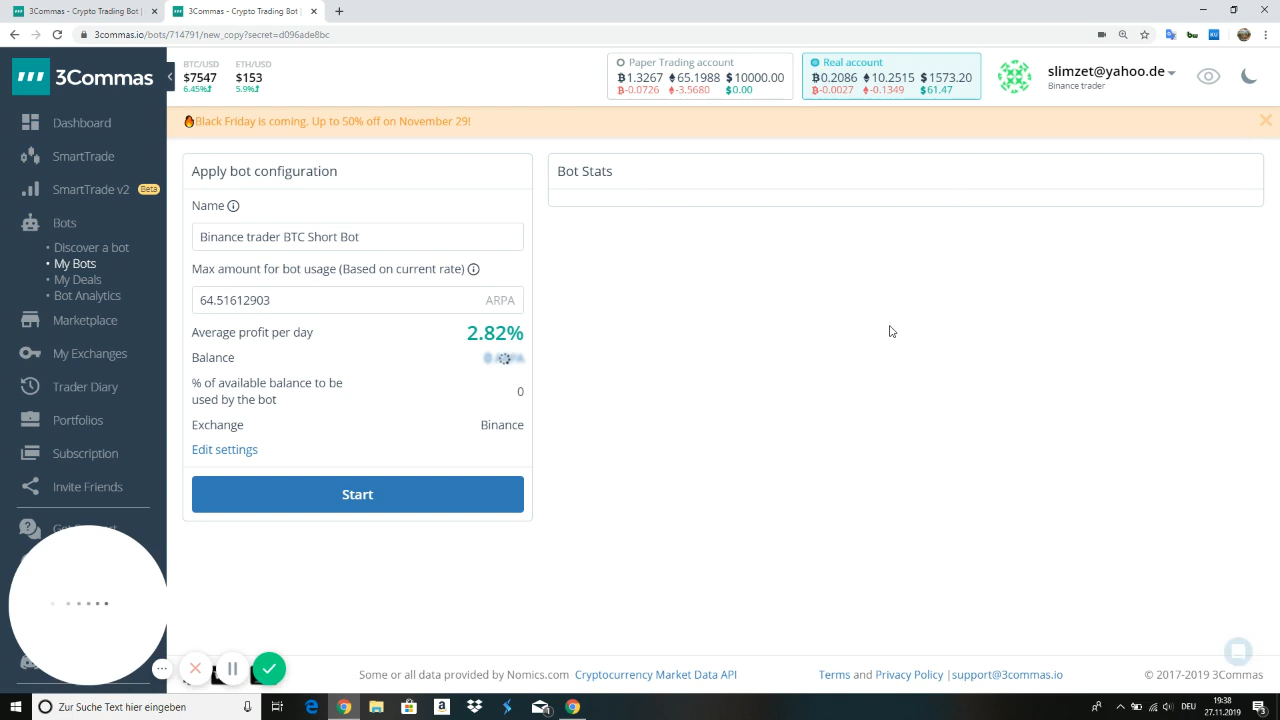 3Commas - Crypto Trading Bot
3Commas - Crypto Trading Bot
3commas.io/bots/714791/new_copy?secret=d096ade8bc
3Commas
BTC/USD
$7547
6.45%
ETH/USD
$153
5.9%
Paper Trading account
1.3267 65.1988 $10000.00
-0.0726 -3.5680 $0.00
Real account
0.2086 10.2515 $1573.20
-0.0027 -0.1349 $61.47
slimzet@yahoo.de
Binance trader
Black Friday is coming. Up to 50% off on November 29!
Dashboard
SmartTrade
SmartTrade v2 Beta
Bots
• Discover a bot
• My Bots
• My Deals
• Bot Analytics
Marketplace
My Exchanges
Trader Diary
Portfolios
Subscription
Invite Friends
Apply bot configuration
Name
Binance trader BTC Short Bot
Max amount for bot usage (Based on current rate)
64.51612903 ARPA
Average profit per day 2.82%
Balance
% of available balance to be
used by the bot 0
Exchange Binance
Edit settings
Start
Bot Stats
Some or all data provided by Nomics.com Cryptocurrency Market Data API
Terms and Privacy Policy | support@3commas.io
© 2017-2019 3Commas
Zur Suche Text hier eingeben
19:38
27.11.2019